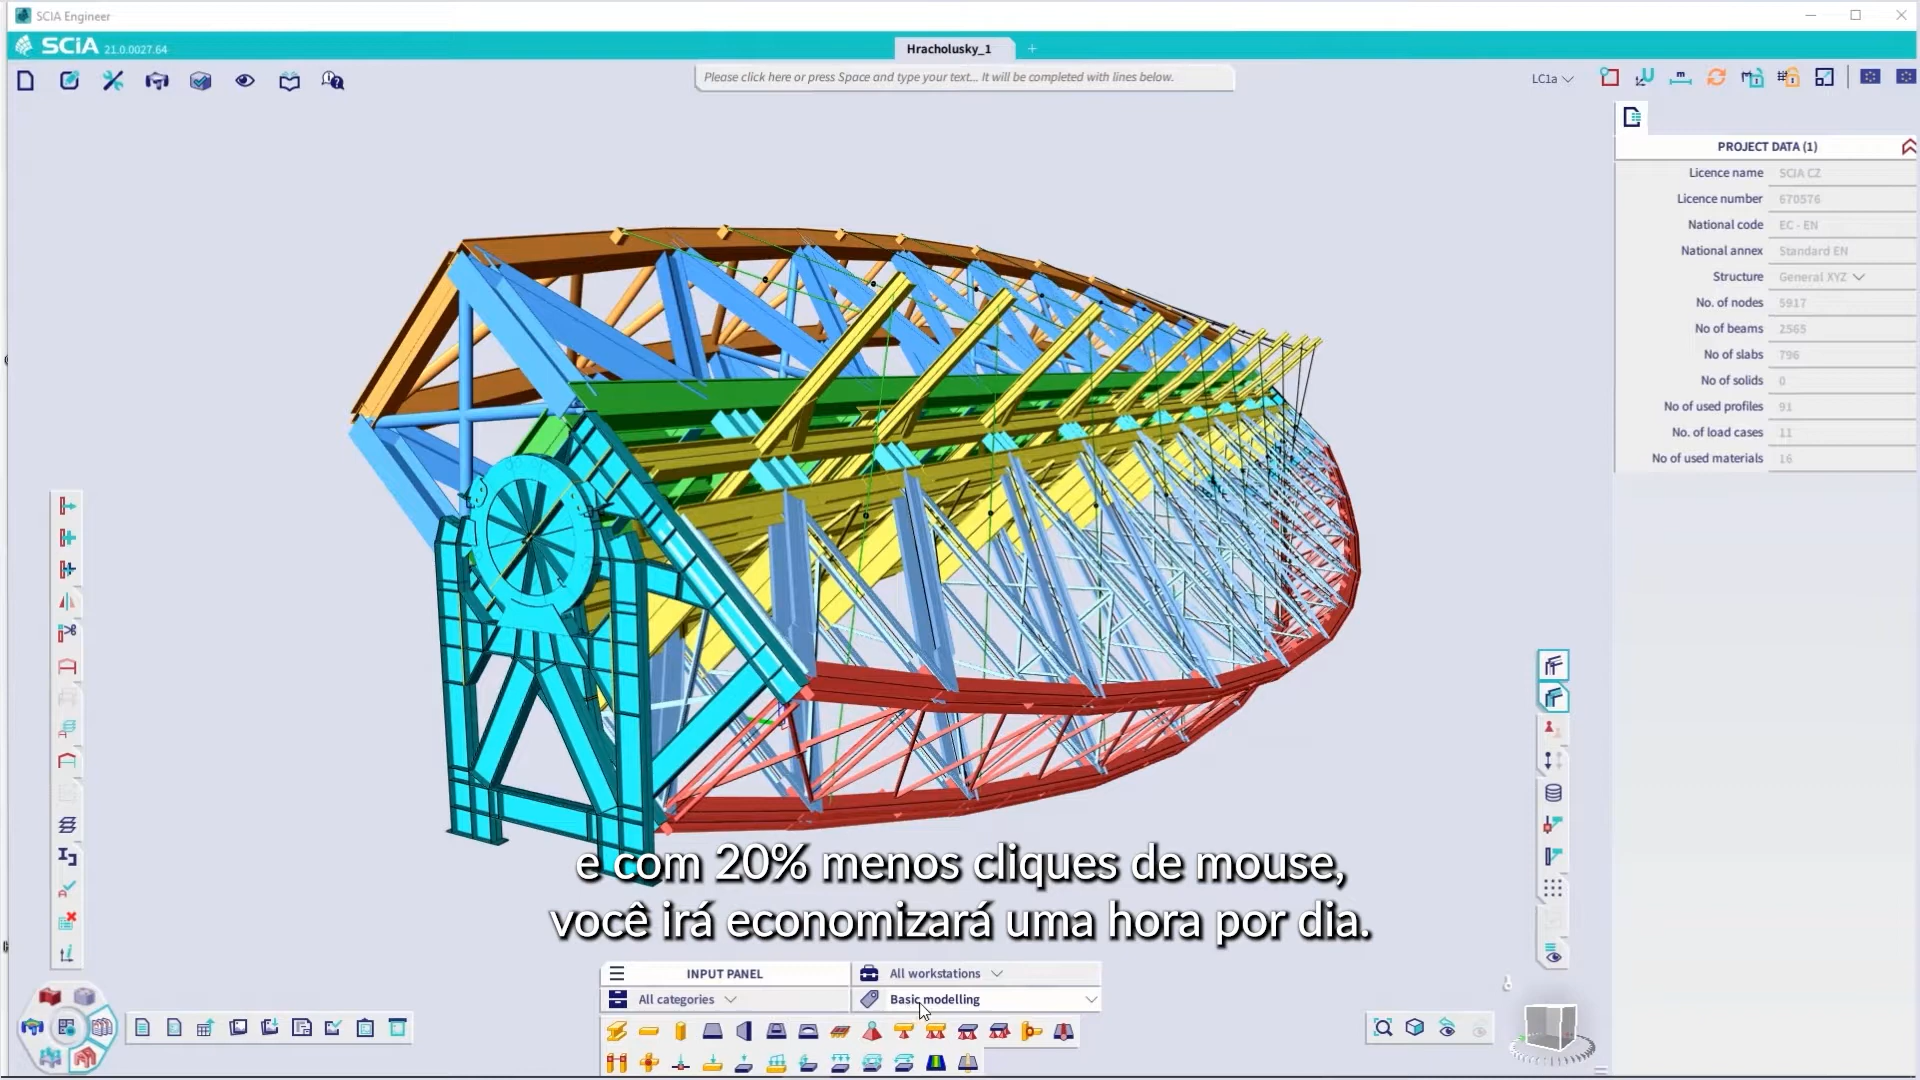 SCIA Engineer
SCIA 21.0.0027.64
Hracholusky_1
Please click here or press Space and type your text... It will be completed with lines below.
LC1a
PROJECT DATA (1)
Licence name SCIA CZ
Licence number 670576
National code EC - EN
National annex Standard EN
Structure General XYZ
No. of nodes 5917
No of beams 2565
No of slabs 796
No of solids 0
No of used profiles 91
No. of load cases 11
No of used materials 16
e com 20% menos cliques de mouse,
você irá economizará uma hora por dia.
INPUT PANEL
All workstations
All categories
Basic modelling